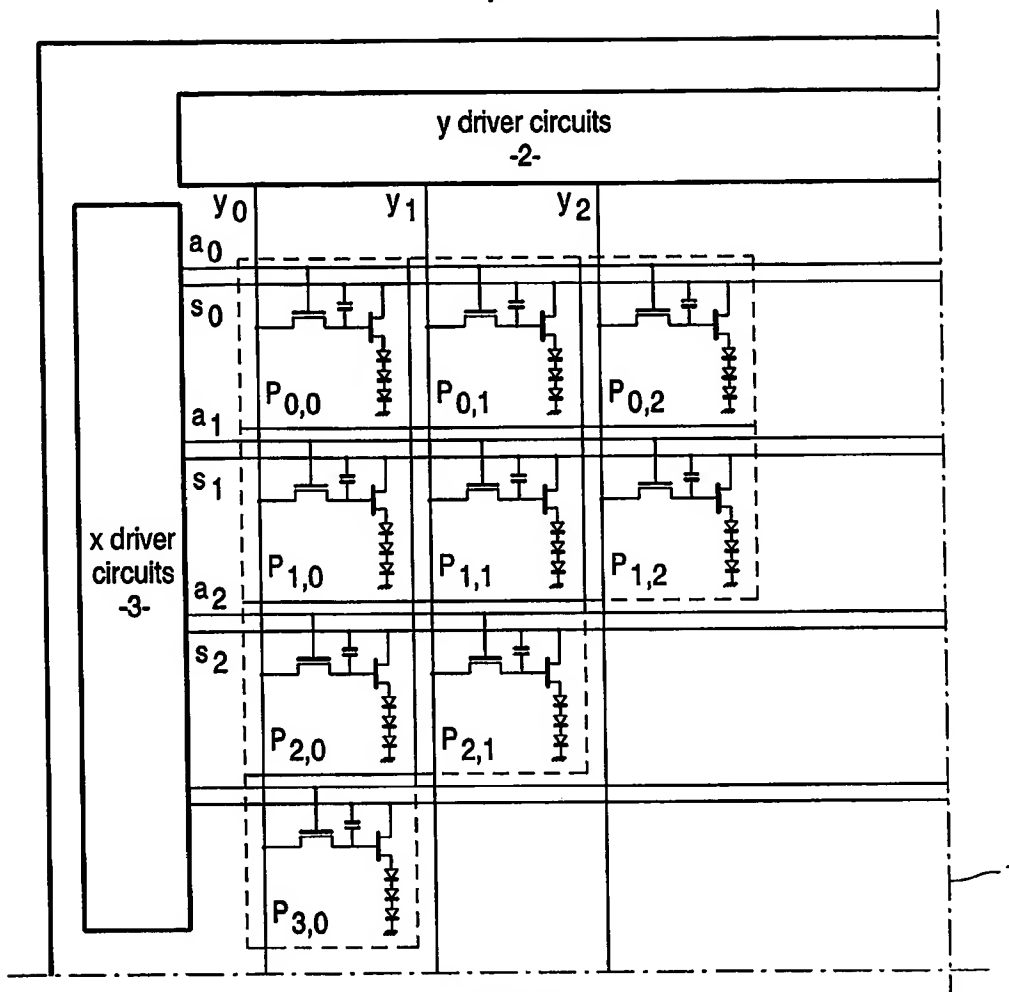 y driver circuits
-2-
y0 y1 y2
a0
s0
P0,0 P0,1 P0,2
a1
s1
x driver
circuits
-3-
P1,0 P1,1 P1,2
a2
s2
P2,0 P2,1
P3,0